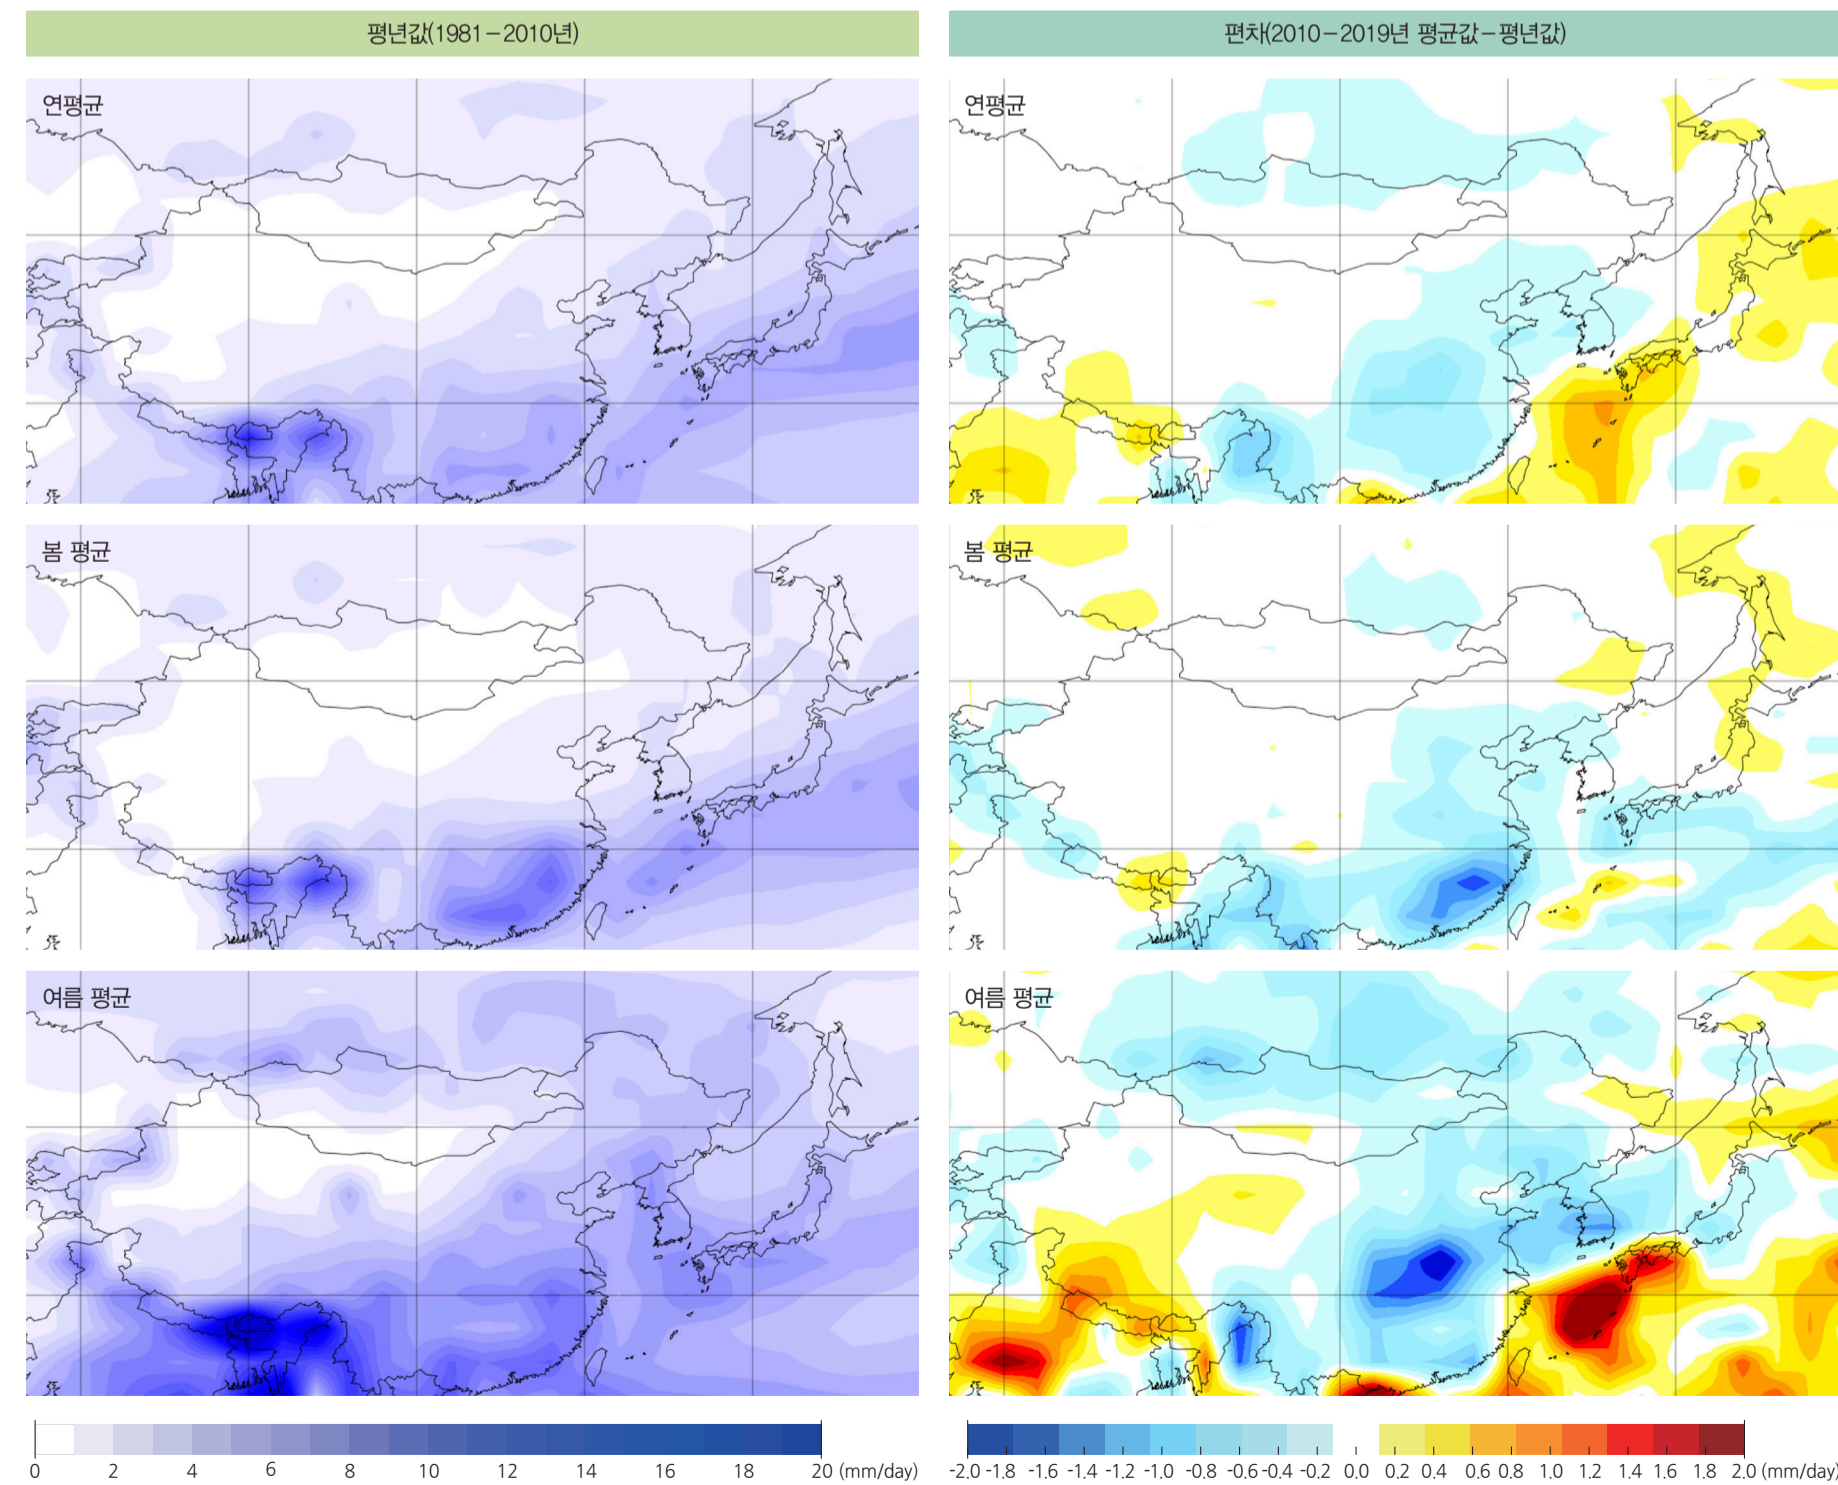 평년값(1981－2010년)
편차(2010－2019년 평균값－평년값)
연평균
연평균
봄 평균
봄 평균
여름 평균
여름 평균
0 2 4 6 8 10 12 14 16 18 20 (mm/day)
-2.0 -1.8 -1.6 -1.4 -1.2 -1.0 -0.8 -0.6 -0.4 -0.2 0.0 0.2 0.4 0.6 0.8 1.0 1.2 1.4 1.6 1.8 2.0 (mm/day)